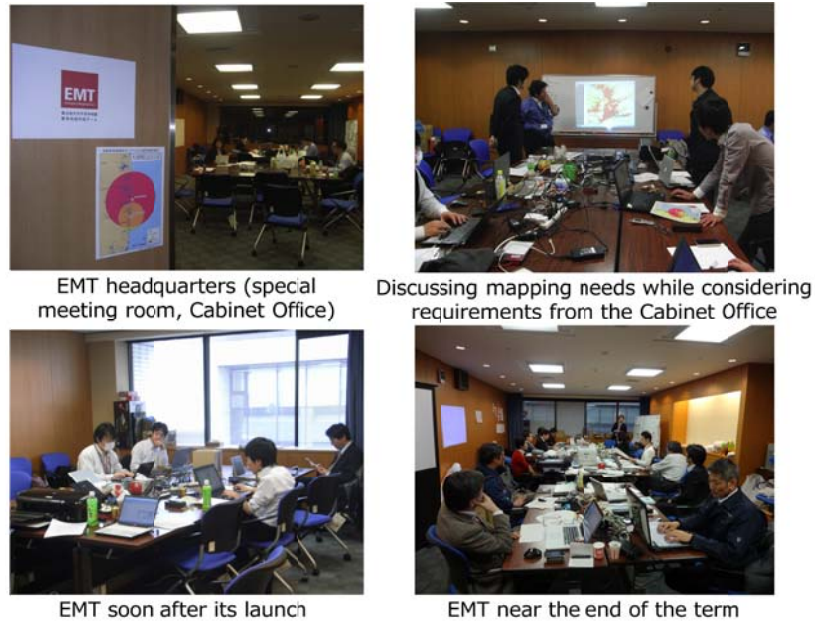 EMT
EMT headquarters (special
meeting room, Cabinet Office)
Discussing mapping needs while considering
requirements from the Cabinet Office
EMT soon after its launch
EMT near the end of the term